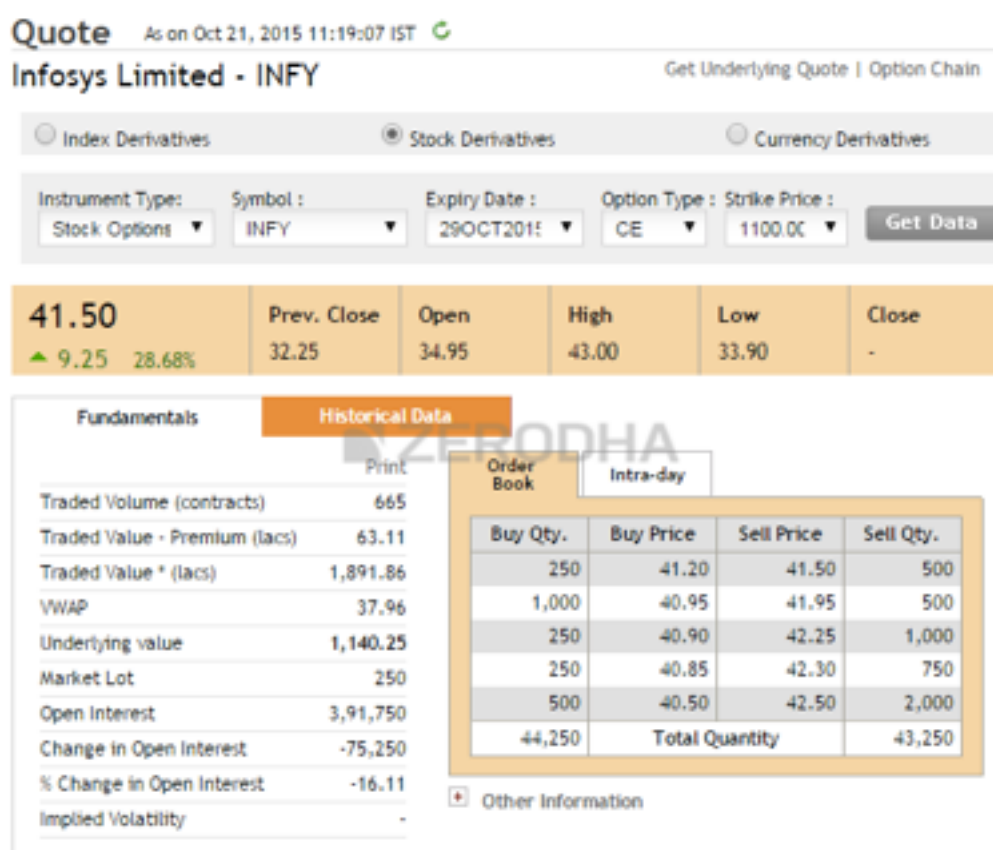 Quote As on Oct 21, 2015 11:19:07 IST
Infosys Limited - INFY Get Underlying Quote | Option Chain
Index Derivatives Stock Derivatives Currency Derivatives
Instrument Type: Symbol : Expiry Date : Option Type : Strike Price :
Stock Options INFY 29OCT2015 CE 1100.00 Get Data
41.50 Prev. Close Open High Low Close
9.25 28.68% 32.25 34.95 43.00 33.90 -
Fundamentals Historical Data
ZERODHA
Print
Traded Volume (contracts) 665
Traded Value - Premium (lacs) 63.11
Traded Value * (lacs) 1,891.86
VWAP 37.96
Underlying value 1,140.25
Market Lot 250
Open Interest 3,91,750
Change in Open Interest -75,250
% Change in Open Interest -16.11
Implied Volatility -
Order
Book
Intra-day
Buy Qty. Buy Price Sell Price Sell Qty.
250 41.20 41.50 500
1,000 40.95 41.95 500
250 40.90 42.25 1,000
250 40.85 42.30 750
500 40.50 42.50 2,000
44,250 Total Quantity 43,250
Other Information